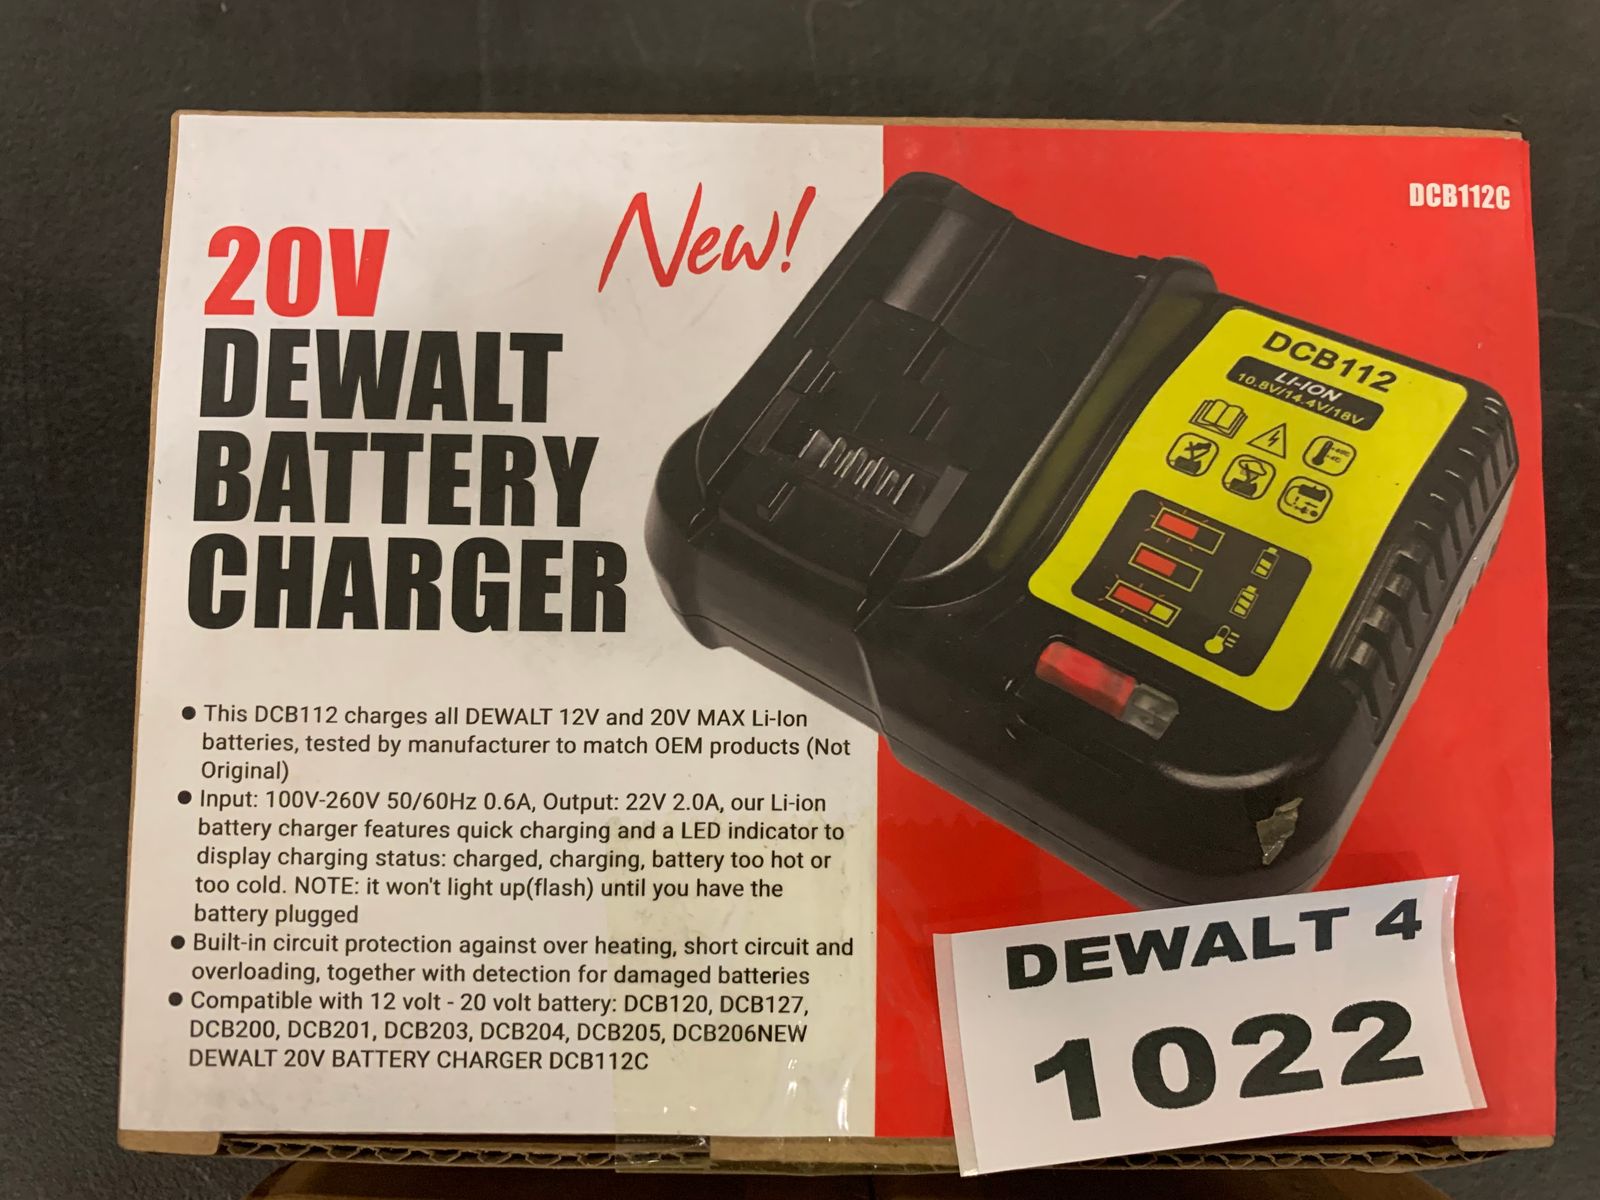 DCB112C
New!
20V
DEWALT
BATTERY
CHARGER
DCB112
LI-ION
10.8V/14.4V/18V
This DCB112 charges all DEWALT 12V and 20V MAX Li-Ion
batteries, tested by manufacturer to match OEM products (Not
Original)
Input: 100V-260V 50/60Hz 0.6A, Output: 22V 2.0A, our Li-ion
battery charger features quick charging and a LED indicator to
display charging status: charged, charging, battery too hot or
too cold. NOTE: it won't light up(flash) until you have the
battery plugged
Built-in circuit protection against over heating, short circuit and
overloading, together with detection for damaged batteries
Compatible with 12 volt - 20 volt battery: DCB120, DCB127,
DCB200, DCB201, DCB203, DCB204, DCB205, DCB206NEW
DEWALT 20V BATTERY CHARGER DCB112C
DEWALT 4
1022